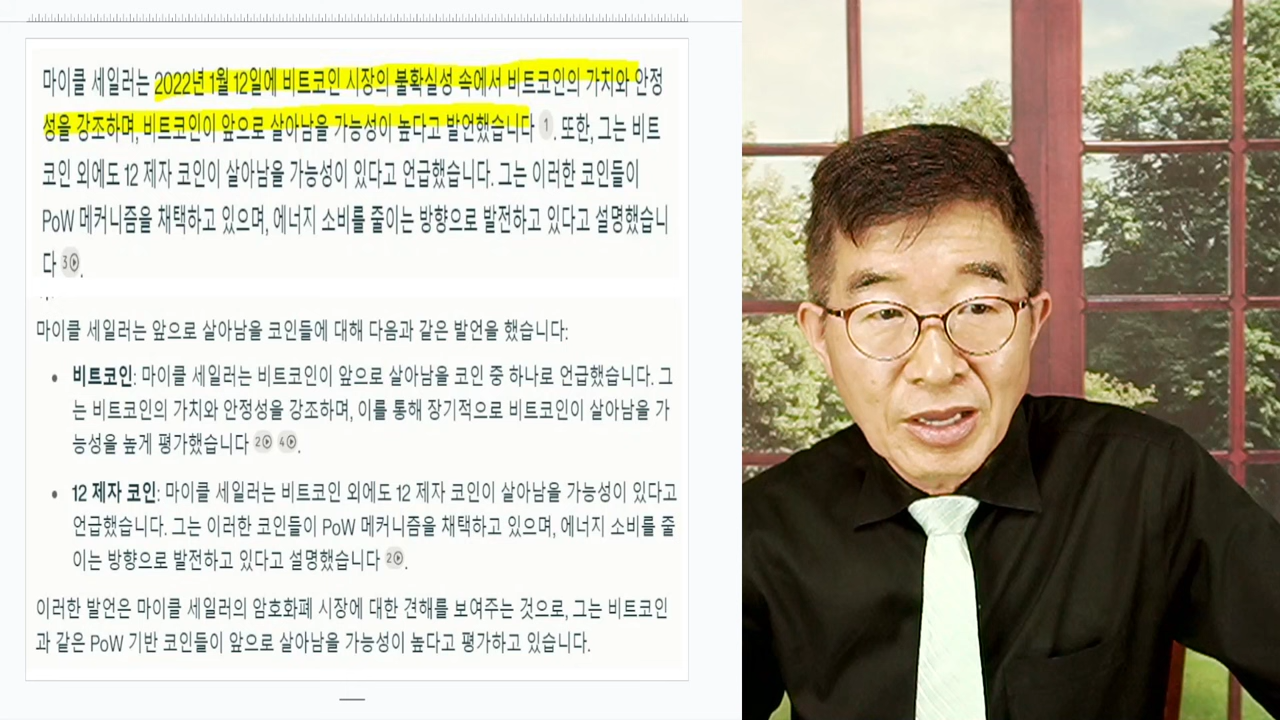 마이클 세일러는 2022년 1월 12일에 비트코인 시장의 불확실성 속에서 비트코인의 가치와 안정
성을 강조하며, 비트코인이 앞으로 살아남을 가능성이 높다고 발언했습니다 1. 또한, 그는 비트
코인 외에도 12 제자 코인이 살아남을 가능성이 있다고 언급했습니다. 그는 이러한 코인들이
PoW 메커니즘을 채택하고 있으며, 에너지 소비를 줄이는 방향으로 발전하고 있다고 설명했습니
다 3.
마이클 세일러는 앞으로 살아남을 코인들에 대해 다음과 같은 발언을 했습니다:
• 비트코인: 마이클 세일러는 비트코인이 앞으로 살아남을 코인 중 하나로 언급했습니다. 그
는 비트코인의 가치와 안정성을 강조하며, 이를 통해 장기적으로 비트코인이 살아남을 가
능성을 높게 평가했습니다 2 4.
• 12 제자 코인: 마이클 세일러는 비트코인 외에도 12 제자 코인이 살아남을 가능성이 있다고
언급했습니다. 그는 이러한 코인들이 PoW 메커니즘을 채택하고 있으며, 에너지 소비를 줄
이는 방향으로 발전하고 있다고 설명했습니다 2.
이러한 발언은 마이클 세일러의 암호화폐 시장에 대한 견해를 보여주는 것으로, 그는 비트코인
과 같은 PoW 기반 코인들이 앞으로 살아남을 가능성이 높다고 평가하고 있습니다.